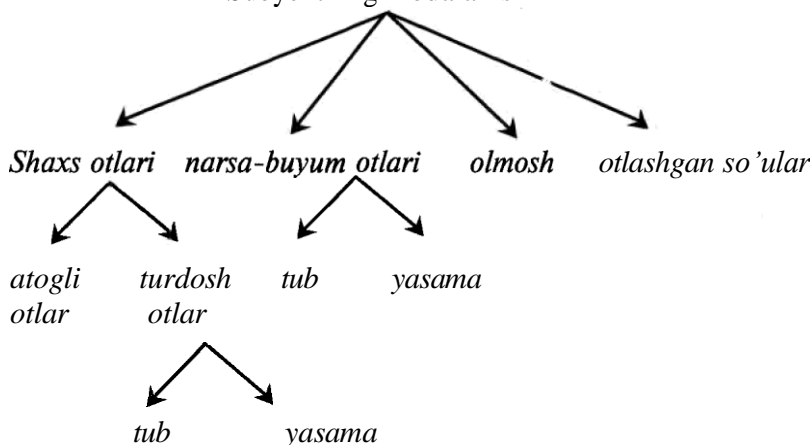 Shaxs otlari narsa-buyum otlari olmosh otlashgan so'ular
atogli turdosh tub yasama
otlar otlar
tub yasama